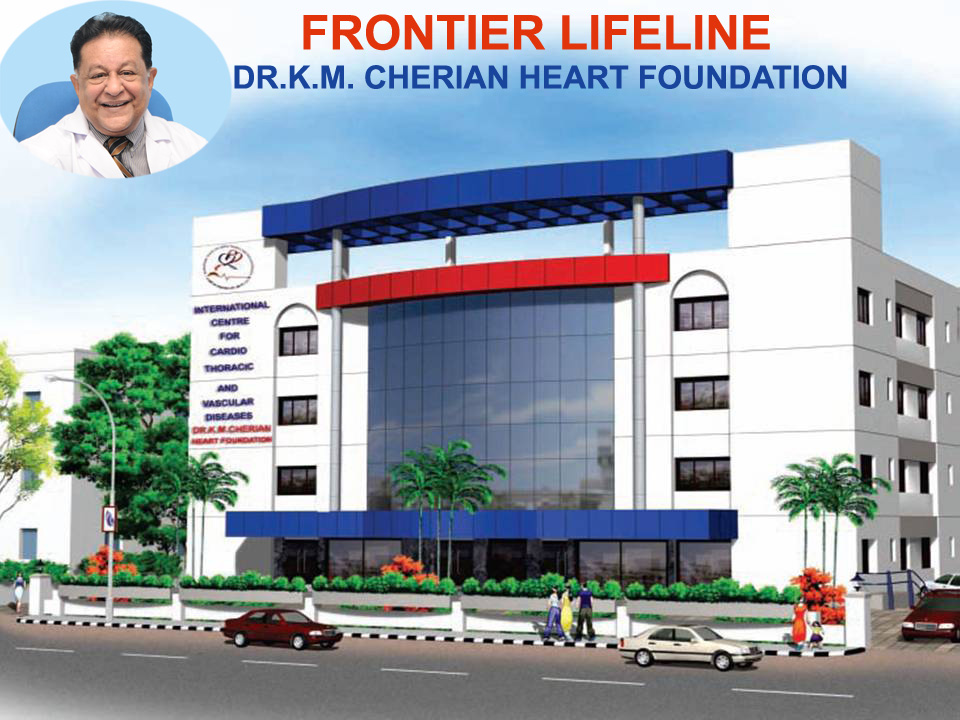 FRONTIER LIFELINE
DR.K.M. CHERIAN HEART FOUNDATION
INTERNATIONAL
CENTRE
FOR
CARDIO
THORACIC
AND
VASCULAR
DISEASES
DR.K.M.CHERIAN
HEART FOUNDATION